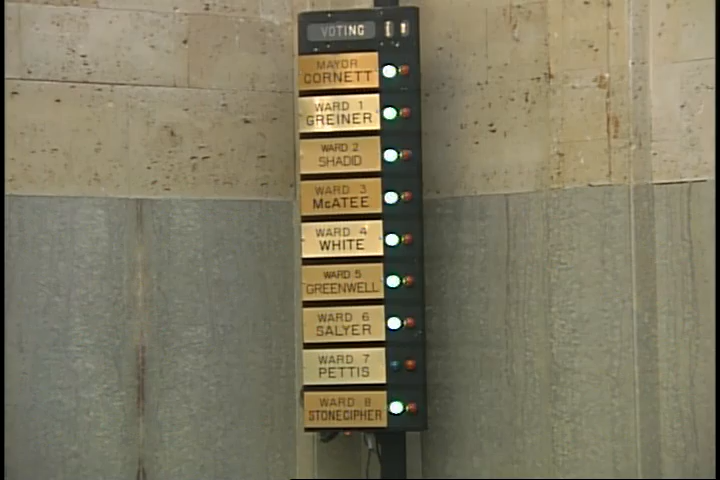 VOTING
MAYOR
CORNETT
WARD 1
GREINER
WARD 2
SHADID
WARD 3
McATEE
WARD 4
WHITE
WARD 5
GREENWELL
WARD 6
SALYER
WARD 7
PETTIS
WARD 8
STONECIPHER